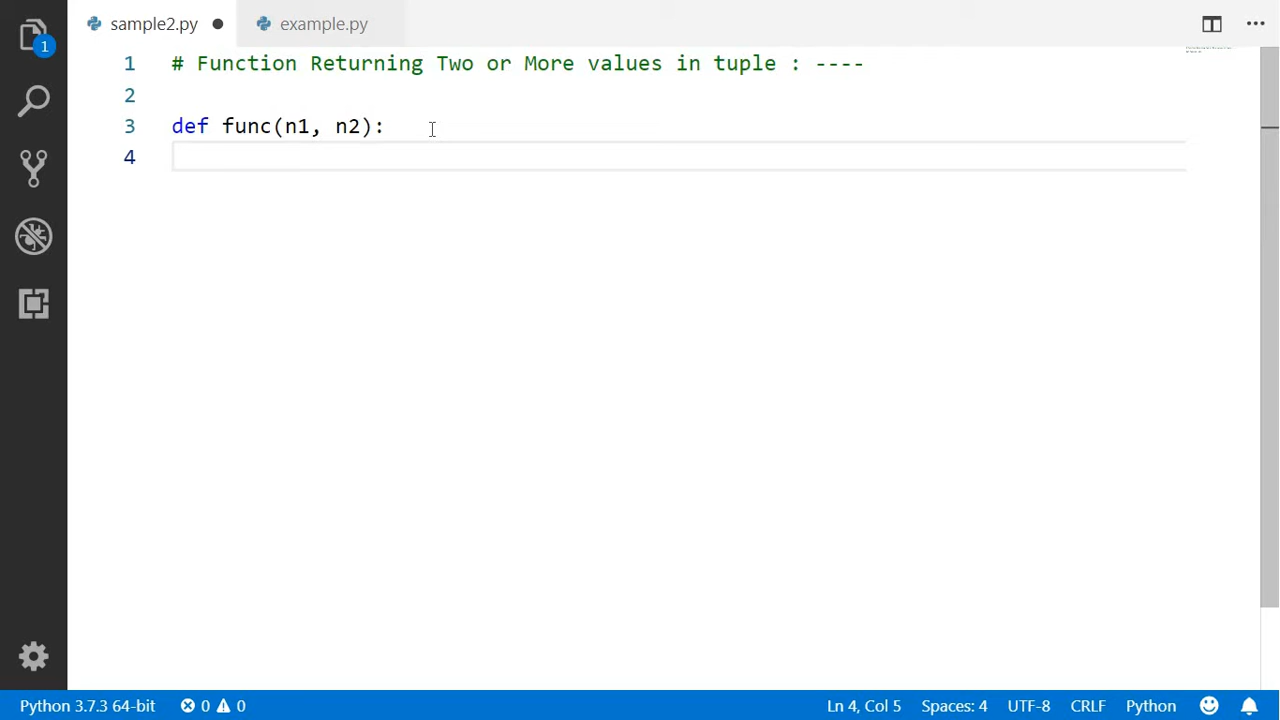 sample2.py
example.py
1
1 # Function Returning Two or More values in tuple : ----
2
3 def func(n1, n2):
4
Python 3.7.3 64-bit 0 0 Ln 4, Col 5 Spaces: 4 UTF-8 CRLF Python